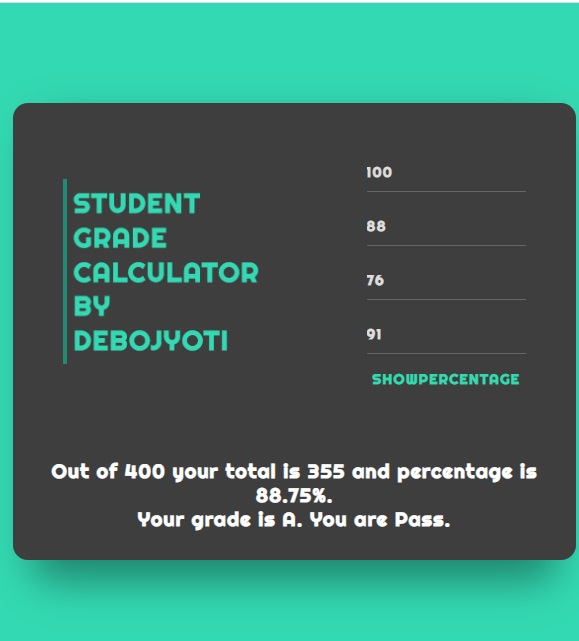 STUDENT
GRADE
CALCULATOR
BY
DEBOJYOTI
100
88
76
91
SHOWPERCENTAGE
Out of 400 your total is 355 and percentage is
88.75%.
Your grade is A. You are Pass.